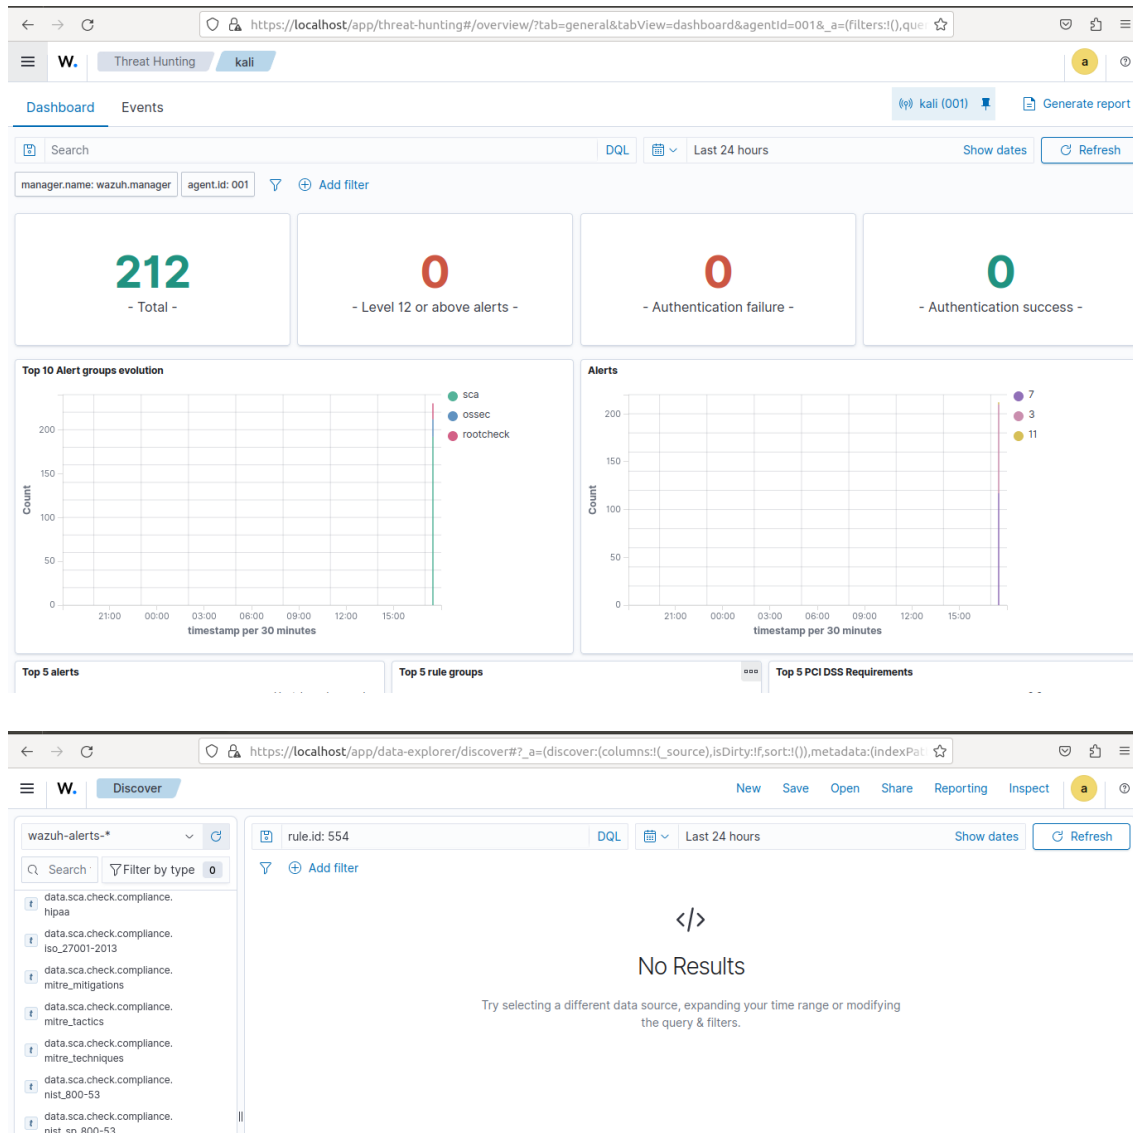 https://localhost/app/threat-hunting#/overview/?tab=general&tabView=dashboard&agentId=001&_a=(filters:!(),que
W. Threat Hunting kali a
Dashboard Events kali (001) Generate report
Search DQL Last 24 hours Show dates Refresh
manager.name: wazuh.manager agent.id: 001 Add filter
212 0 0 0
- Total - - Level 12 or above alerts - - Authentication failure - - Authentication success -
Top 10 Alert groups evolution
200
150
100
50
0
Count
21:00 00:00 03:00 06:00 09:00 12:00 15:00
timestamp per 30 minutes
sca
ossec
rootcheck
Alerts
200
150
100
50
0
Count
21:00 00:00 03:00 06:00 09:00 12:00 15:00
timestamp per 30 minutes
7
3
11
Top 5 alerts Top 5 rule groups Top 5 PCI DSS Requirements
https://localhost/app/data-explorer/discover#?_a=(discover:(columns:!(_source),isDirty:!f,sort:!()),metadata:(indexPat
W. Discover New Save Open Share Reporting Inspect a
wazuh-alerts-* rule.id: 554 DQL Last 24 hours Show dates Refresh
Search Filter by type 0 Add filter
t data.sca.check.compliance.
hipaa
t data.sca.check.compliance.
iso_27001-2013
t data.sca.check.compliance.
mitre_mitigations
t data.sca.check.compliance.
mitre_tactics
t data.sca.check.compliance.
mitre_techniques
t data.sca.check.compliance.
nist_800-53
t data.sca.check.compliance.
nist_sp_800-53
</>
No Results
Try selecting a different data source, expanding your time range or modifying
the query & filters.